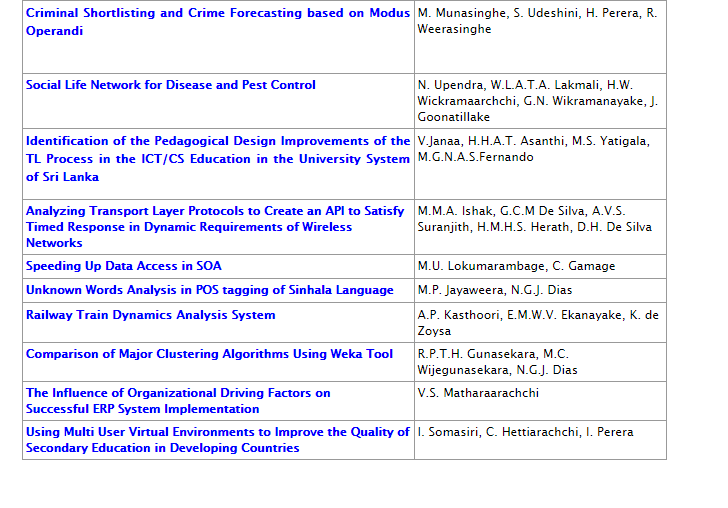 Criminal Shortlisting and Crime Forecasting based on Modus
Operandi
M. Munasinghe, S. Udeshini, H. Perera, R.
Weerasinghe
Social Life Network for Disease and Pest Control
N. Upendra, W.L.A.T.A. Lakmali, H.W.
Wickramaarchchi, G.N. Wikramanayake, J.
Goonatillake
Identification of the Pedagogical Design Improvements of the
TL Process in the ICT/CS Education in the University System
of Sri Lanka
V.Janaa, H.H.A.T. Asanthi, M.S. Yatigala,
M.G.N.A.S.Fernando
Analyzing Transport Layer Protocols to Create an API to Satisfy
Timed Response in Dynamic Requirements of Wireless
Networks
M.M.A. Ishak, G.C.M De Silva, A.V.S.
Suranjith, H.M.H.S. Herath, D.H. De Silva
Speeding Up Data Access in SOA
M.U. Lokumarambage, C. Gamage
Unknown Words Analysis in POS tagging of Sinhala Language
M.P. Jayaweera, N.G.J. Dias
Railway Train Dynamics Analysis System
A.P. Kasthoori, E.M.W.V. Ekanayake, K. de
Zoysa
Comparison of Major Clustering Algorithms Using Weka Tool
R.P.T.H. Gunasekara, M.C.
Wijegunasekara, N.G.J. Dias
The Influence of Organizational Driving Factors on
Successful ERP System Implementation
V.S. Matharaarachchi
Using Multi User Virtual Environments to Improve the Quality of
Secondary Education in Developing Countries
I. Somasiri, C. Hettiarachchi, I. Perera